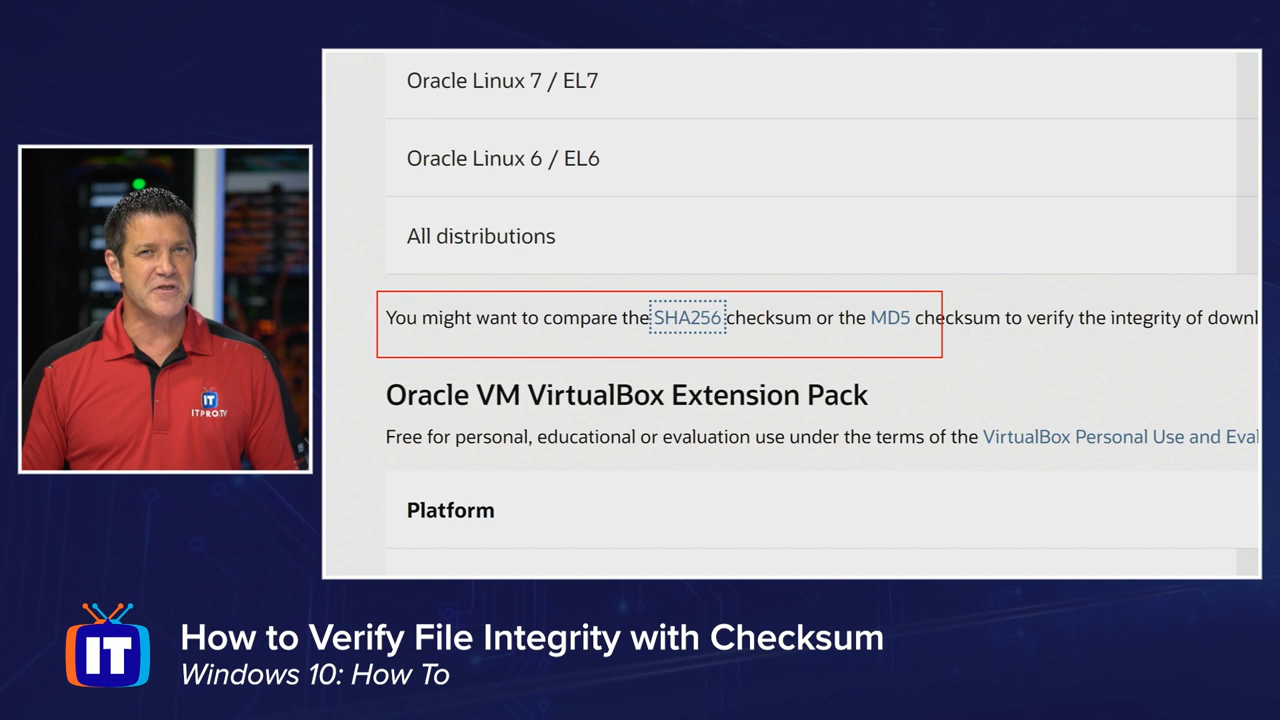 Oracle Linux 7 / EL7
Oracle Linux 6 / EL6
All distributions
You might want to compare the SHA256 checksum or the MD5 checksum to verify the integrity of downl
Oracle VM VirtualBox Extension Pack
Free for personal, educational or evaluation use under the terms of the VirtualBox Personal Use and Eval
Platform
IT
ITPRO.TV
IT
How to Verify File Integrity with Checksum
Windows 10: How To